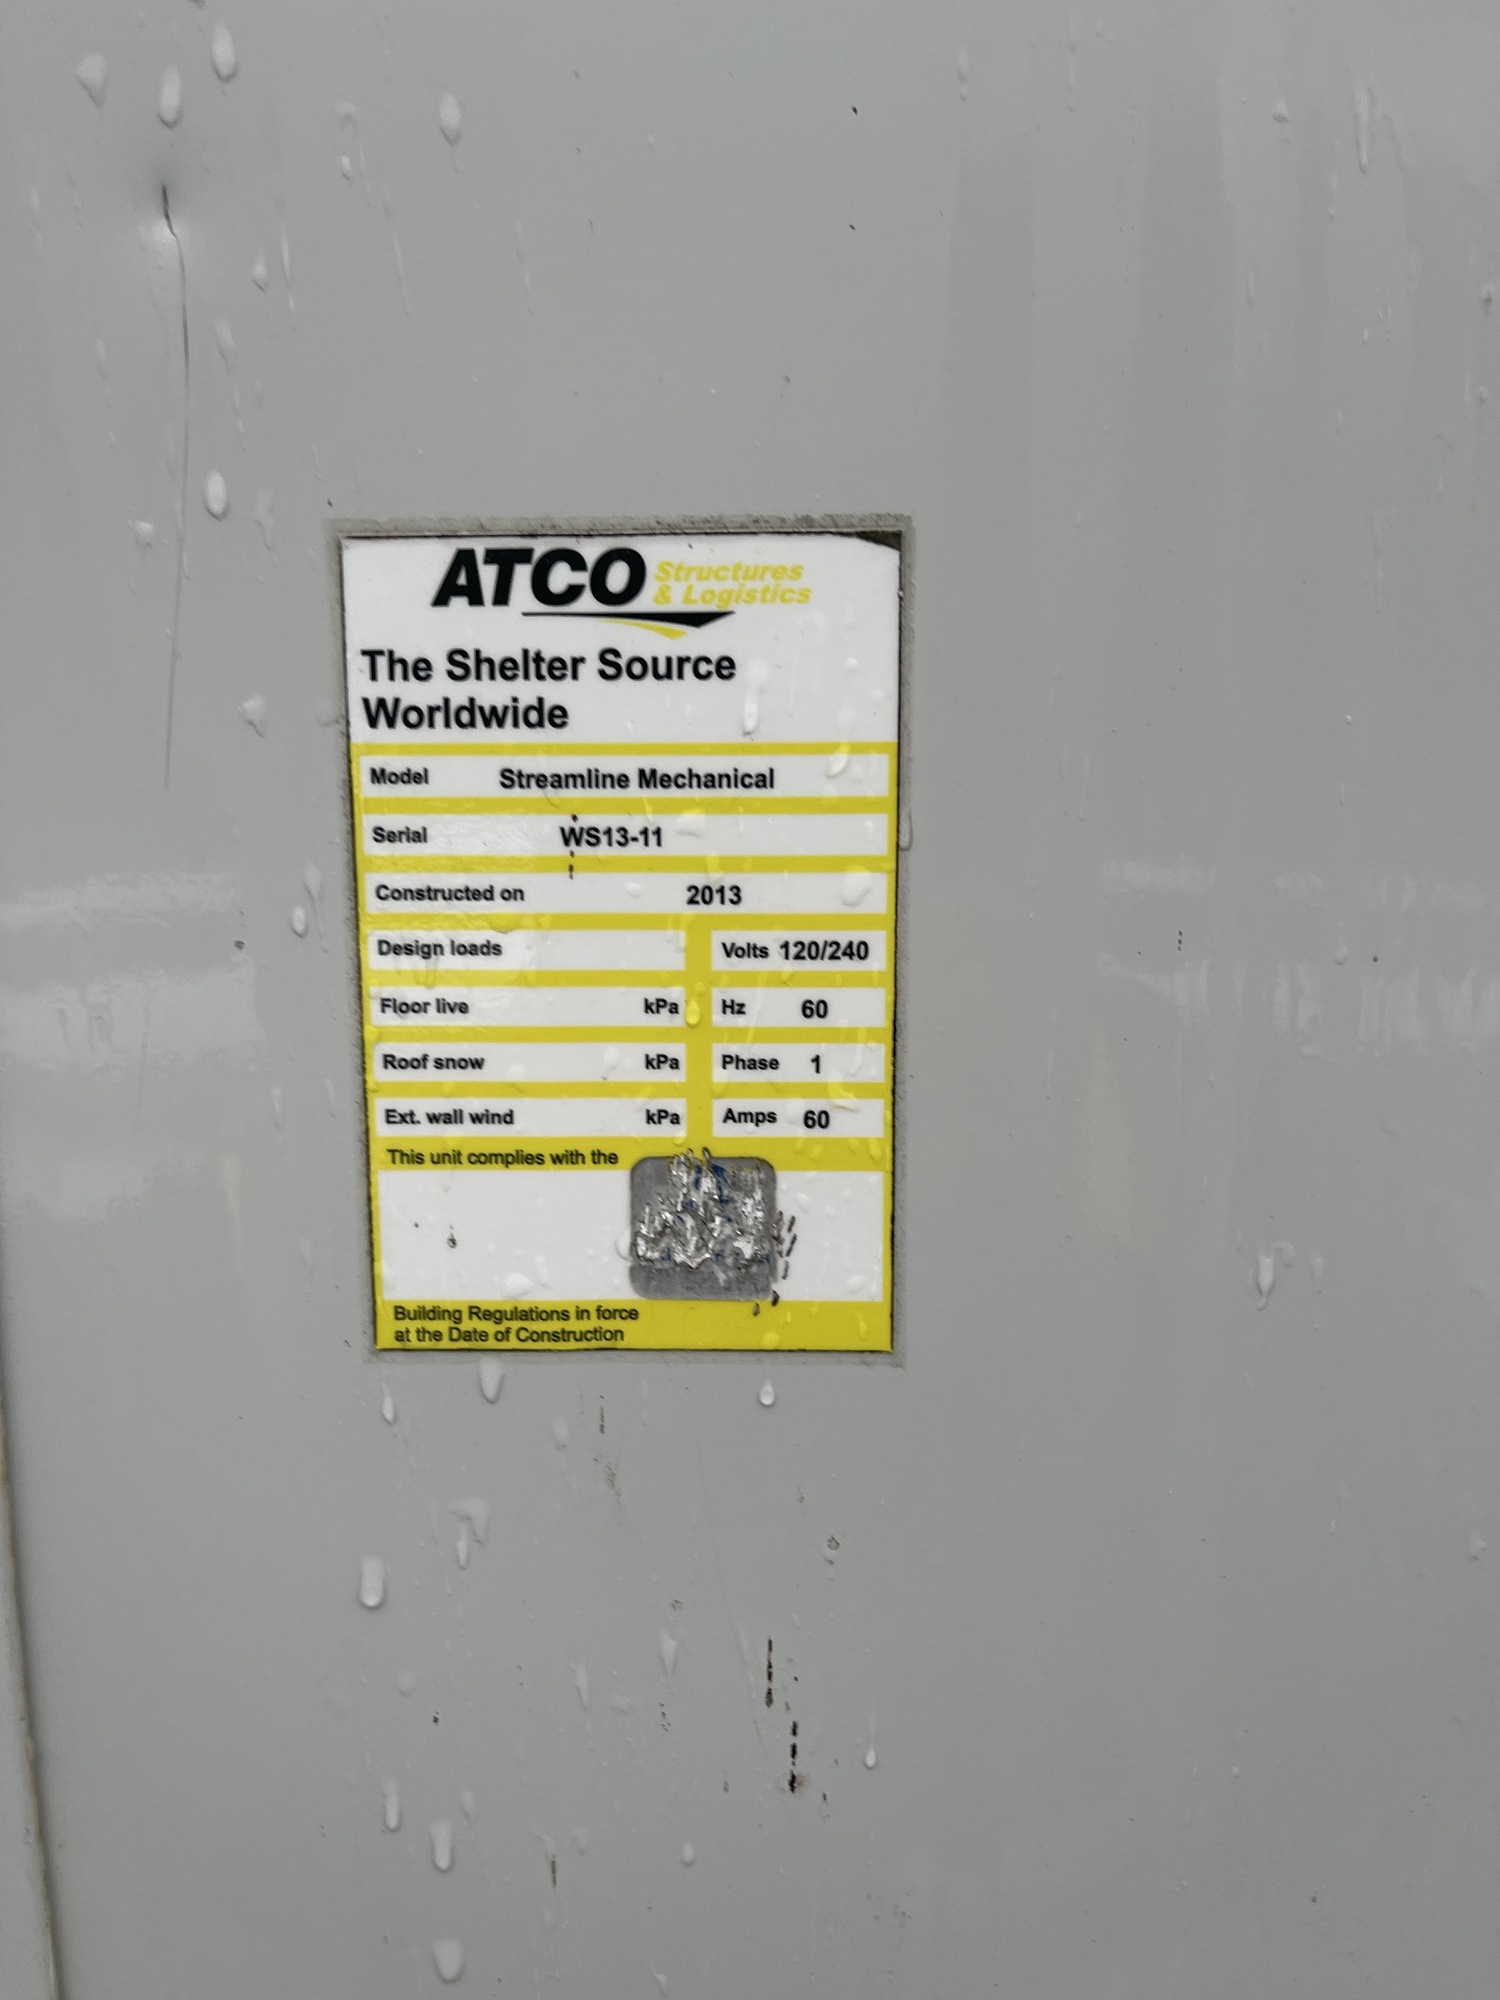 ATCO Structures
& Logistics
The Shelter Source
Worldwide
Model Streamline Mechanical
Serial WS13-11
Constructed on 2013
Design loads Volts 120/240
Floor live kPa Hz 60
Roof snow kPa Phase 1
Ext. wall wind kPa Amps 60
This unit complies with the
Building Regulations in force
at the Date of Construction